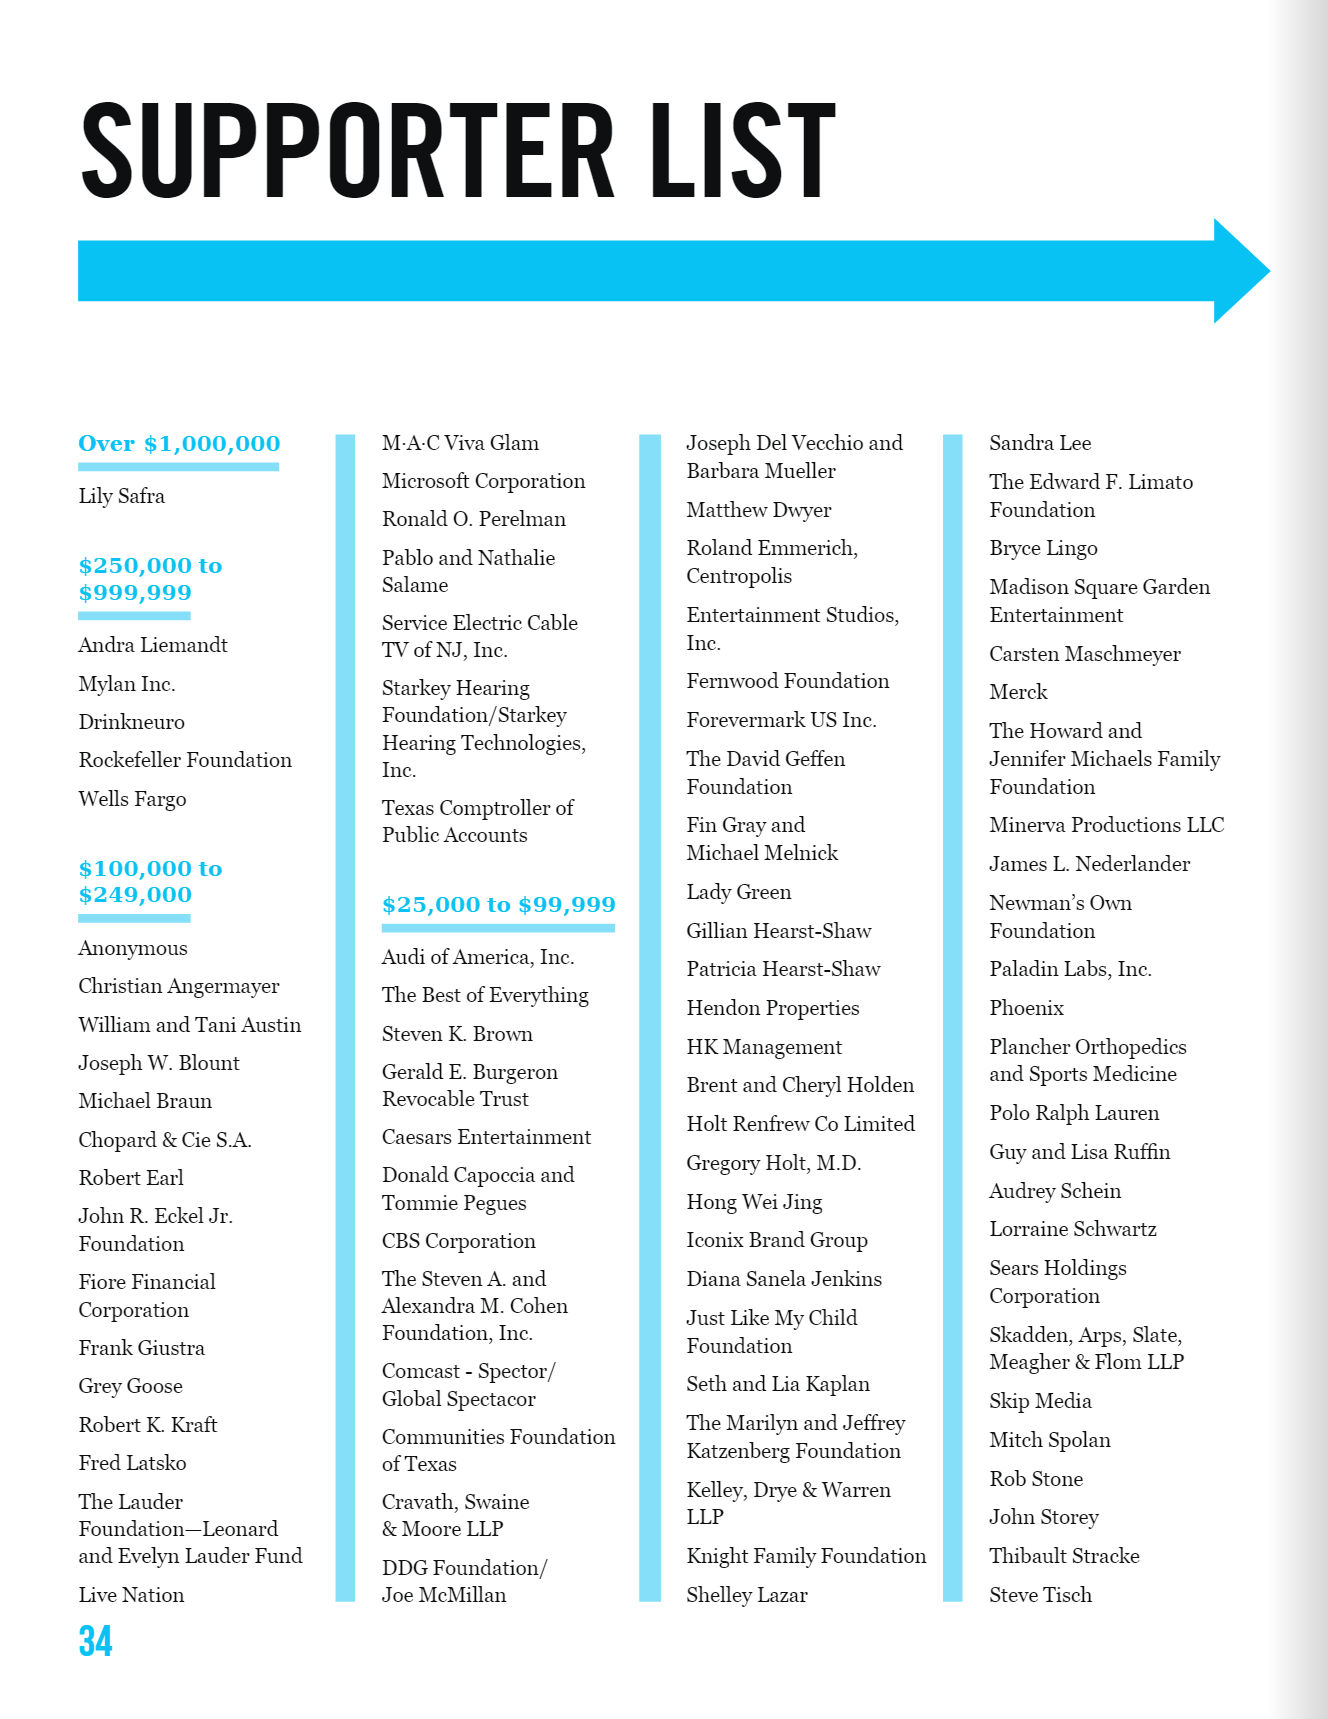 SUPPORTER LIST
Over $1,000,000
Lily Safra
$250,000 to
$999,999
Andra Liemandt
Mylan Inc.
Drinkneuro
Rockefeller Foundation
Wells Fargo
$100,000 to
$249,000
Anonymous
Christian Angermayer
William and Tani Austin
Joseph W. Blount
Michael Braun
Chopard & Cie S.A.
Robert Earl
John R. Eckel Jr.
Foundation
Fiore Financial
Corporation
Frank Giustra
Grey Goose
Robert K. Kraft
Fred Latsko
The Lauder
Foundation—Leonard
and Evelyn Lauder Fund
Live Nation
M·A·C Viva Glam
Microsoft Corporation
Ronald O. Perelman
Pablo and Nathalie
Salame
Service Electric Cable
TV of NJ, Inc.
Starkey Hearing
Foundation/Starkey
Hearing Technologies,
Inc.
Texas Comptroller of
Public Accounts
$25,000 to $99,999
Audi of America, Inc.
The Best of Everything
Steven K. Brown
Gerald E. Burgeron
Revocable Trust
Caesars Entertainment
Donald Capoccia and
Tommie Pegues
CBS Corporation
The Steven A. and
Alexandra M. Cohen
Foundation, Inc.
Comcast - Spector/
Global Spectacor
Communities Foundation
of Texas
Cravath, Swaine
& Moore LLP
DDG Foundation/
Joe McMillan
Joseph Del Vecchio and
Barbara Mueller
Matthew Dwyer
Roland Emmerich,
Centropolis
Entertainment Studios,
Inc.
Fernwood Foundation
Forevermark US Inc.
The David Geffen
Foundation
Fin Gray and
Michael Melnick
Lady Green
Gillian Hearst-Shaw
Patricia Hearst-Shaw
Hendon Properties
HK Management
Brent and Cheryl Holden
Holt Renfrew Co Limited
Gregory Holt, M.D.
Hong Wei Jing
Iconix Brand Group
Diana Sanela Jenkins
Just Like My Child
Foundation
Seth and Lia Kaplan
The Marilyn and Jeffrey
Katzenberg Foundation
Kelley, Drye & Warren
LLP
Knight Family Foundation
Shelley Lazar
Sandra Lee
The Edward F. Limato
Foundation
Bryce Lingo
Madison Square Garden
Entertainment
Carsten Maschmeyer
Merck
The Howard and
Jennifer Michaels Family
Foundation
Minerva Productions LLC
James L. Nederlander
Newman’s Own
Foundation
Paladin Labs, Inc.
Phoenix
Plancher Orthopedics
and Sports Medicine
Polo Ralph Lauren
Guy and Lisa Ruffin
Audrey Schein
Lorraine Schwartz
Sears Holdings
Corporation
Skadden, Arps, Slate,
Meagher & Flom LLP
Skip Media
Mitch Spolan
Rob Stone
John Storey
Thibault Stracke
Steve Tisch
34